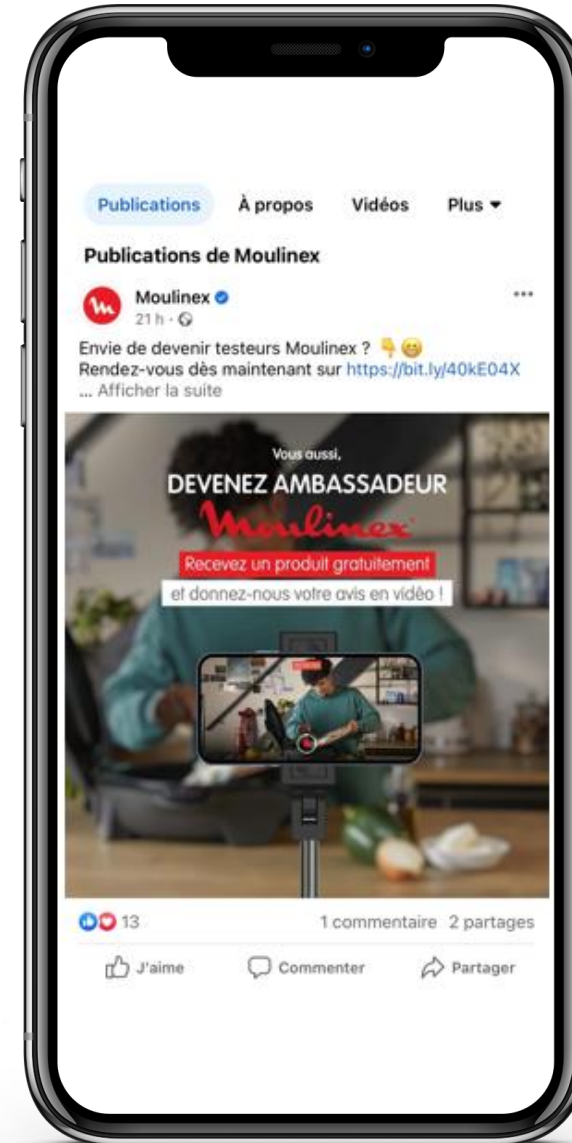 Publications À propos Vidéos Plus
Publications de Moulinex
Moulinex
21 h
Envie de devenir testeurs Moulinex ? 👇😄
Rendez-vous dès maintenant sur https://bit.ly/40kE04X
... Afficher la suite
Vous aussi,
DEVENEZ AMBASSADEUR
Moulinex
Recevez un produit gratuitement
et donnez-nous votre avis en vidéo !
13 1 commentaire 2 partages
J'aime Commenter Partager